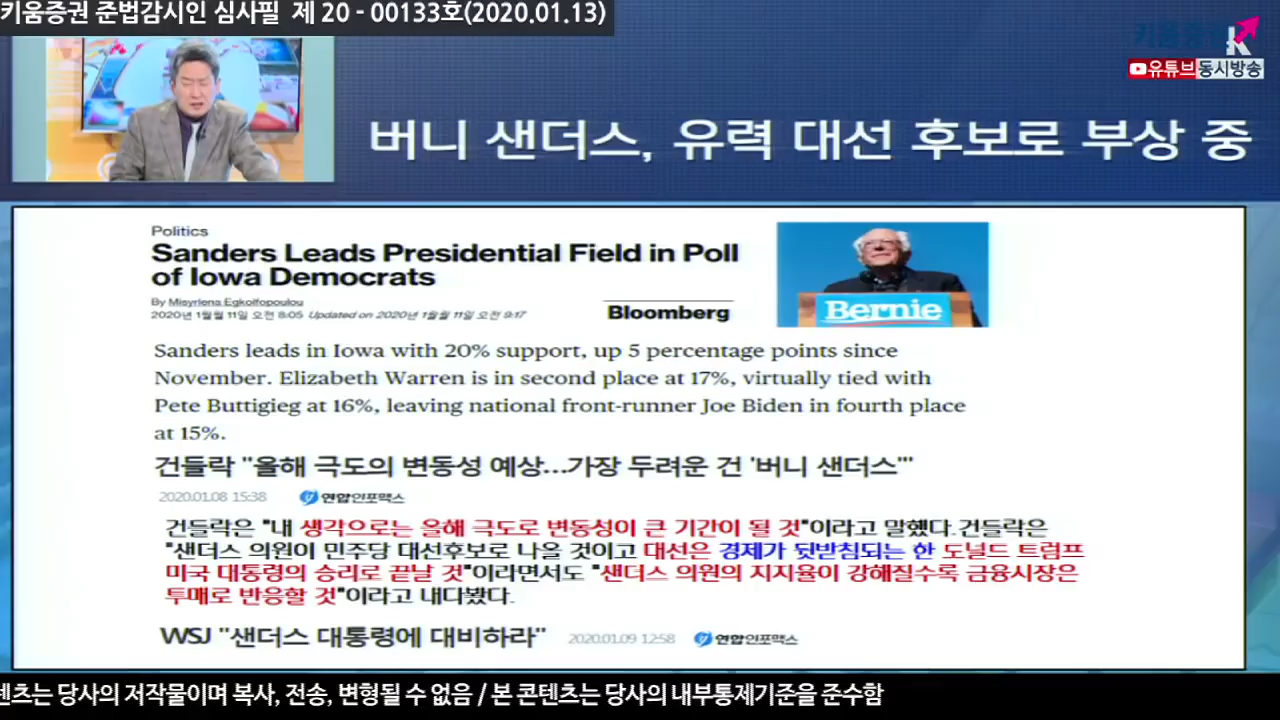 키움증권 준법감시인 심사필 제 20 - 00133호(2020.01.13)
키움증권
유튜브 동시방송
버니 샌더스, 유력 대선 후보로 부상 중
Politics
Sanders Leads Presidential Field in Poll
of Iowa Democrats
By Misyrlena Egkolfopoulou
2020년 1월월 11일 오전 8:05 Updated on 2020년 1월월 11일 오전 9:17
Bloomberg
Bernie
Sanders leads in Iowa with 20% support, up 5 percentage points since
November. Elizabeth Warren is in second place at 17%, virtually tied with
Pete Buttigieg at 16%, leaving national front-runner Joe Biden in fourth place
at 15%.
건들락 "올해 극도의 변동성 예상...가장 두려운 건 '버니 샌더스'"
2020.01.08 15:38 연합인포맥스
건들락은 "내 생각으로는 올해 극도로 변동성이 큰 기간이 될 것"이라고 말했다.건들락은
"샌더스 의원이 민주당 대선후보로 나올 것이고 대선은 경제가 뒷받침되는 한 도널드 트럼프
미국 대통령의 승리로 끝날 것"이라면서도 "샌더스 의원의 지지율이 강해질수록 금융시장은
투매로 반응할 것"이라고 내다봤다.
WSJ "샌더스 대통령에 대비하라" 2020.01.09 12:58 연합인포맥스
텐츠는 당사의 저작물이며 복사, 전송, 변형될 수 없음 / 본 콘텐츠는 당사의 내부통제기준을 준수함